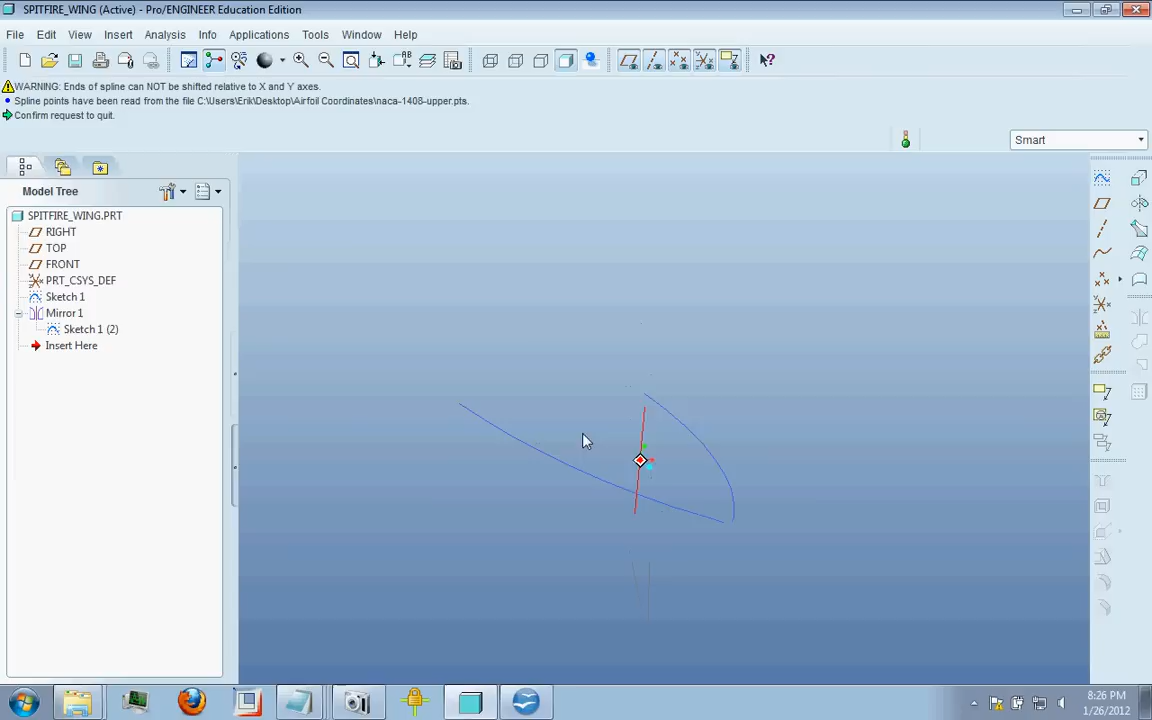 SPITFIRE_WING (Active) - Pro/ENGINEER Education Edition
File Edit View Insert Analysis Info Applications Tools Window Help
WARNING: Ends of spline can NOT be shifted relative to X and Y axes.
Spline points have been read from the file C:\Users\Erik\Desktop\Airfoil Coordinates\naca-1408-upper.pts.
Confirm request to quit.
Smart
Model Tree
SPITFIRE_WING.PRT
RIGHT
TOP
FRONT
PRT_CSYS_DEF
Sketch 1
Mirror 1
Sketch 1 (2)
Insert Here
8:26 PM
1/26/2012